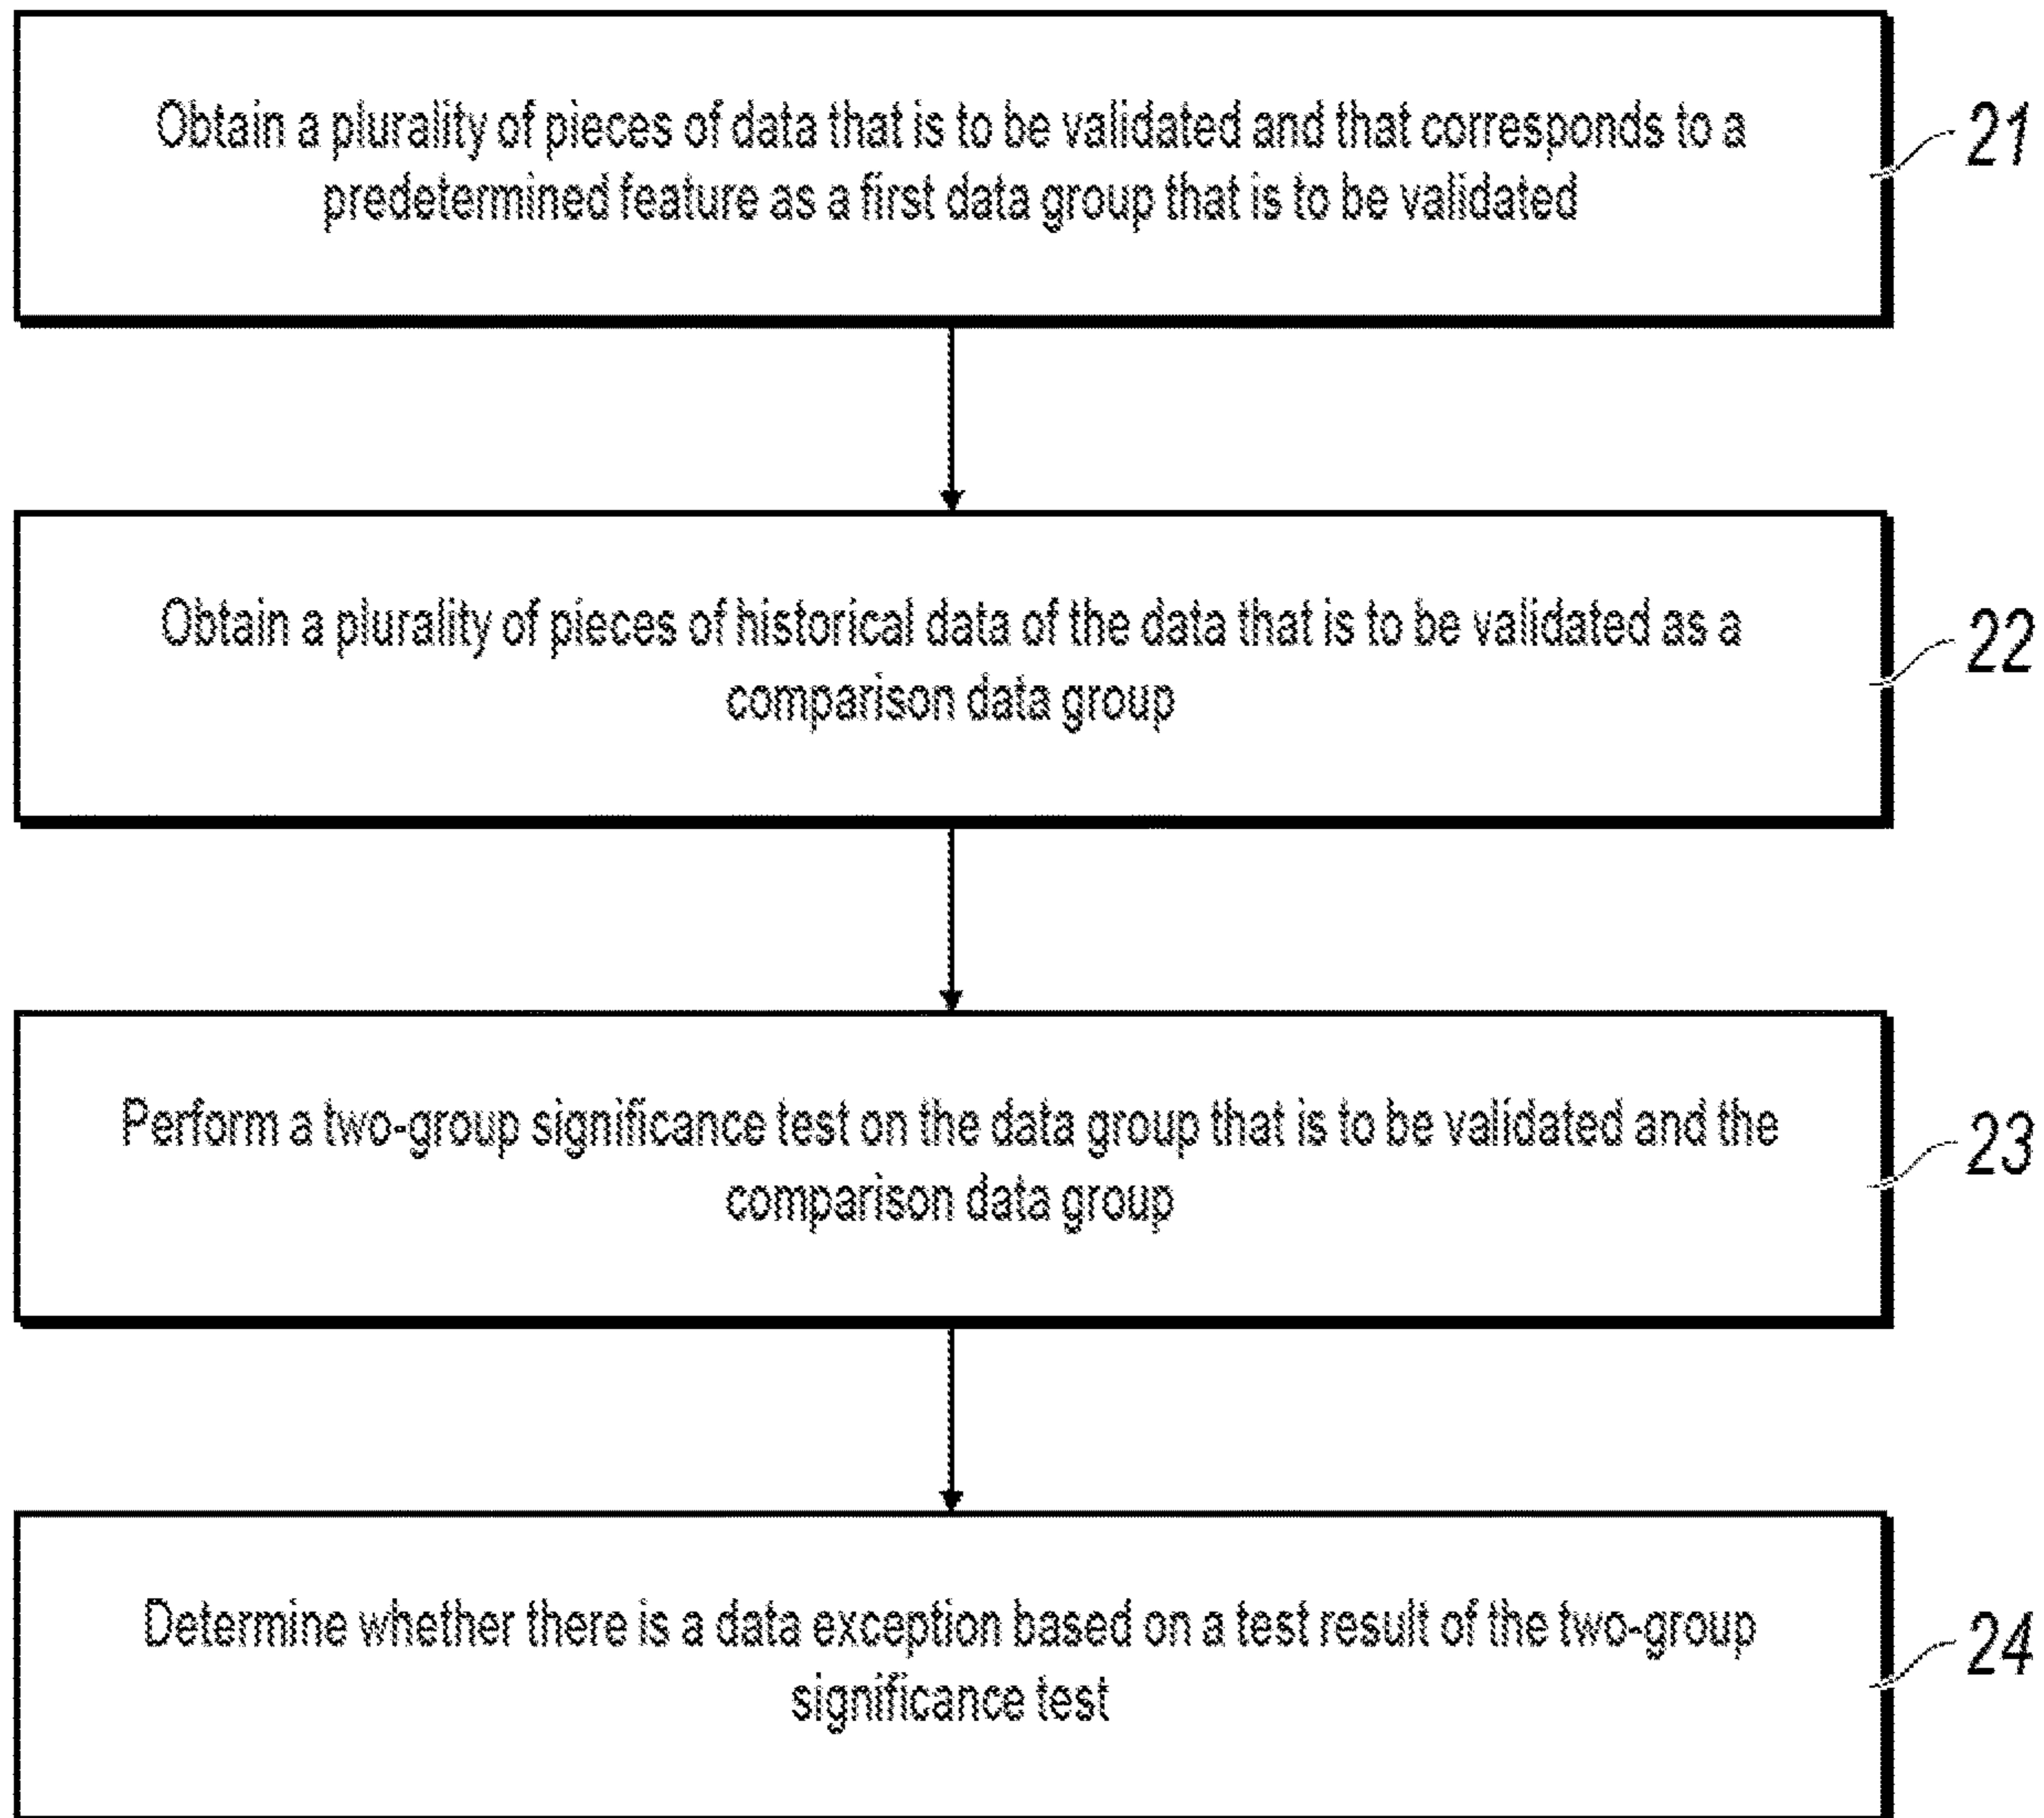 Obtain a plurality of pieces of data that is to be validated and that corresponds to a
predetermined feature as a first data group that is to be validated
21
Obtain a plurality of pieces of historical data of the data that is to be validated as a
comparison data group
22
Perform a two-group significance test on the data group that is to be validated and the
comparison data group
23
Determine whether there is a data exception based on a test result of the two-group
significance test
24